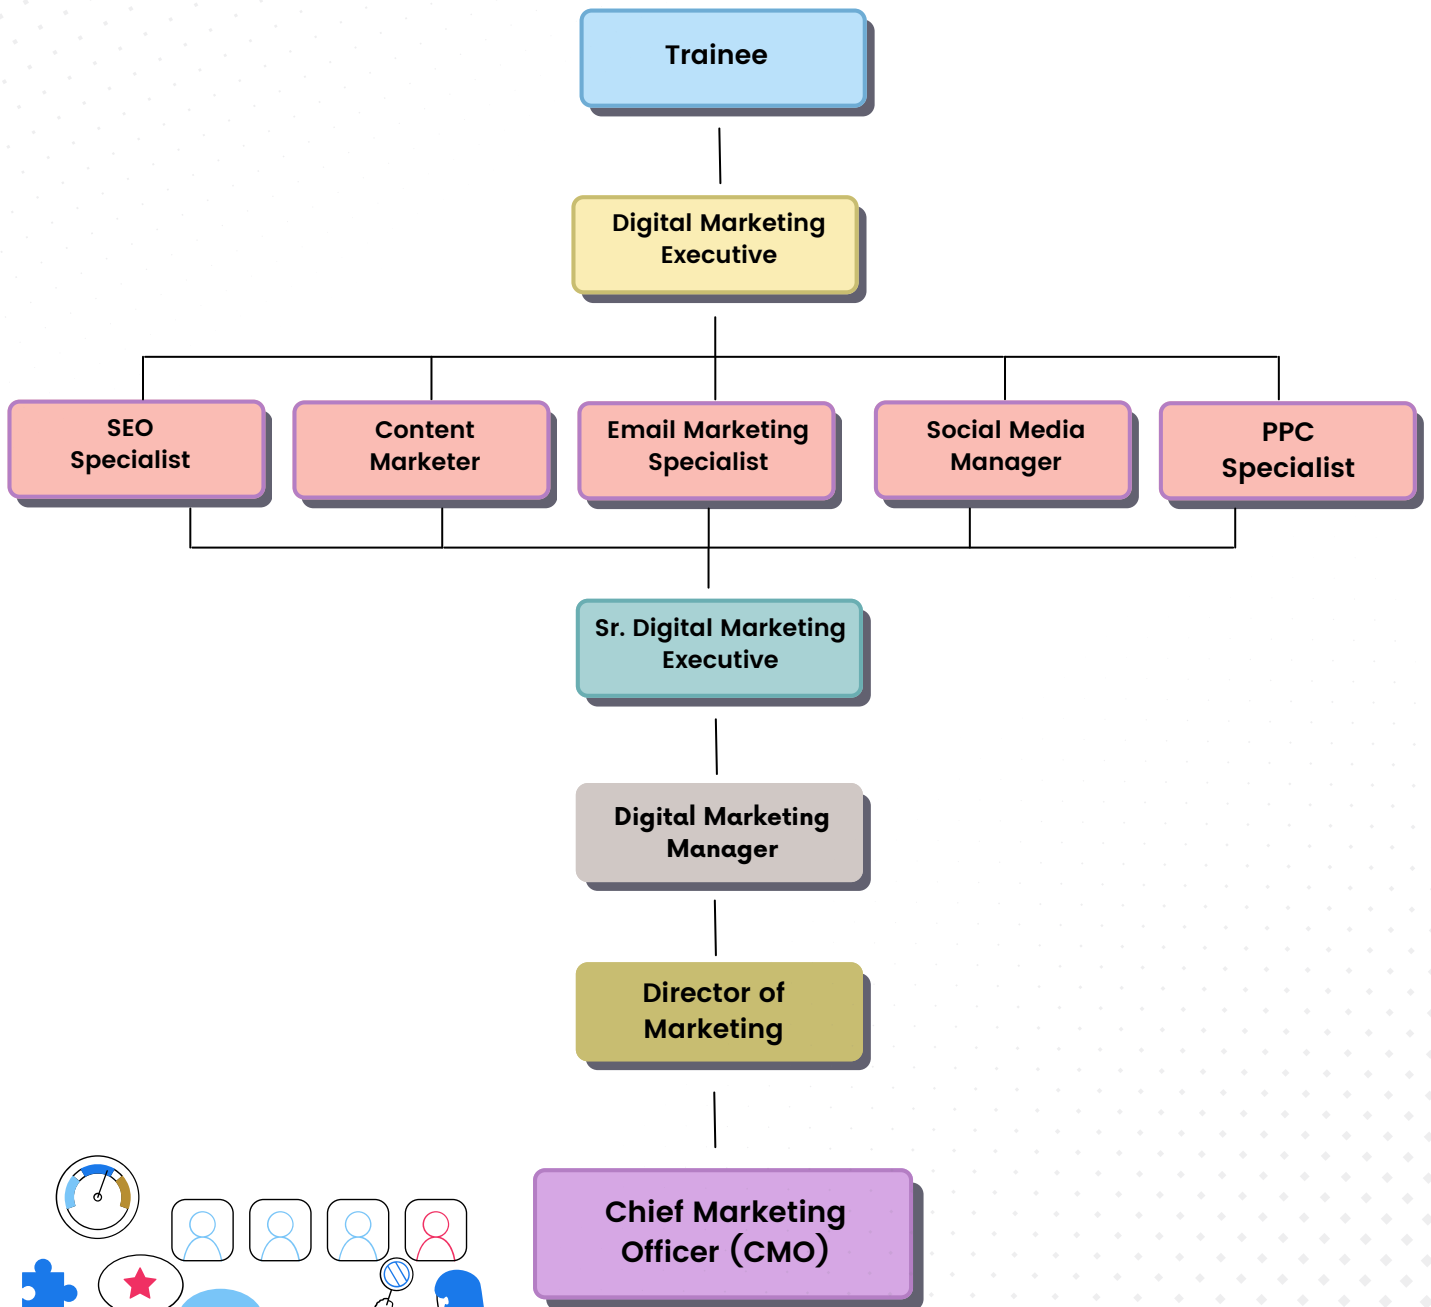 Trainee
Digital Marketing
Executive
SEO
Specialist
Content
Marketer
Email Marketing
Specialist
Social Media
Manager
PPC
Specialist
Sr. Digital Marketing
Executive
Digital Marketing
Manager
Director of
Marketing
Chief Marketing
Officer (CMO)